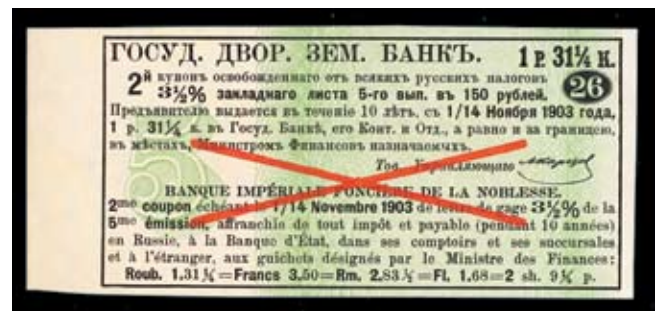 ГОСУД. ДВОР. ЗЕМ. БАНКЪ. 1 Р. 31¼ К.
2й купонъ освобожденнаго отъ всякихъ русскихъ налоговъ
3½% закладнаго листа 5-го вып. въ 150 рублей. 26
Предъявителю выдается въ теченіе 10 лѣтъ, съ 1/14 Ноября 1903 года,
1 р. 31¼ к. въ Госуд. Банкѣ, его Конт. и Отд., а равно и за границею,
въ мѣстахъ, Министромъ Финансовъ назначаемыхъ.
Тов. Управляющаго
BANQUE IMPÉRIALE FONCIÈRE DE LA NOBLESSE.
2me coupon échéant le 1/14 Novembre 1903 de lettre de gage 3½% de la
5me émission, affranchie de tout impôt et payable (pendant 10 années)
en Russie, à la Banque d'État, dans ses comptoirs et ses succursales
et à l'étranger, aux guichets désignés par le Ministre des Finances:
Roub. 1,31¼=Francs 3,50=Rm. 2,83½=Fl. 1,68=2 sh. 9¼ p.